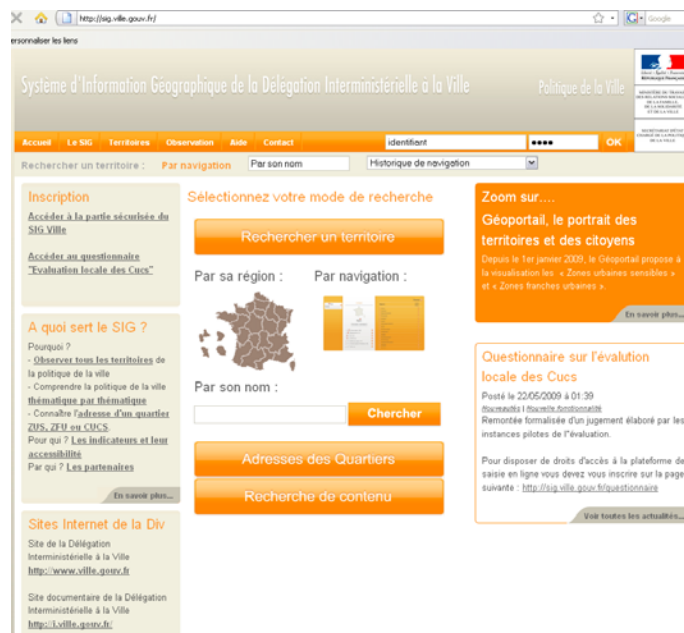 http://sig.ville.gouv.fr/
Google
ersonnaliser les liens
Système d'Information Géographique de la Délégation Interministérielle à la Ville
Politique de la Ville
Accueil Le SIG Territoires Observation Aide Contact
identifiant
OK
Rechercher un territoire : Par navigation
Par son nom
Historique de navigation
Inscription
Accéder à la partie sécurisée du
SIG Ville
Accéder au questionnaire
"Evaluation locale des Cucs"
A quoi sert le SIG ?
Pourquoi ?
- Observer tous les territoires de
la politique de la ville
- Comprendre la politique de la ville
thématique par thématique
- Connaître l'adresse d'un quartier
ZUS, ZFU ou CUCS.
Pour qui ? Les indicateurs et leur
accessibilité
Par qui ? Les partenaires
En savoir plus...
Sites Internet de la Div
Site de la Délégation
Interministérielle à la Ville
http://www.ville.gouv.fr
Site documentaire de la Délégation
Interministérielle à la Ville
http://i.ville.gouv.fr/
Sélectionnez votre mode de recherche
Rechercher un territoire
Par sa région :
Par navigation :
Par son nom :
Chercher
Adresses des Quartiers
Recherche de contenu
Zoom sur....
Géoportail, le portrait des
territoires et des citoyens
Depuis le 1er janvier 2009, le Géoportail propose à
la visualisation les « Zones urbaines sensibles »
et « Zones franches urbaines ».
En savoir plus...
Questionnaire sur l'évalution
locale des Cucs
Posté le 22/05/2009 à 01:39
Nouveautés | Nouvelle fonctionnalité
Remontée formalisée d'un jugement élaboré par les
instances pilotes de l'"évaluation.
Pour disposer de droits d'accès à la plateforme de
saisie en ligne vous devez vous inscrire sur la page
suivante : http://sig.ville.gouv.fr/questionnaire
Voir toutes les actualités...